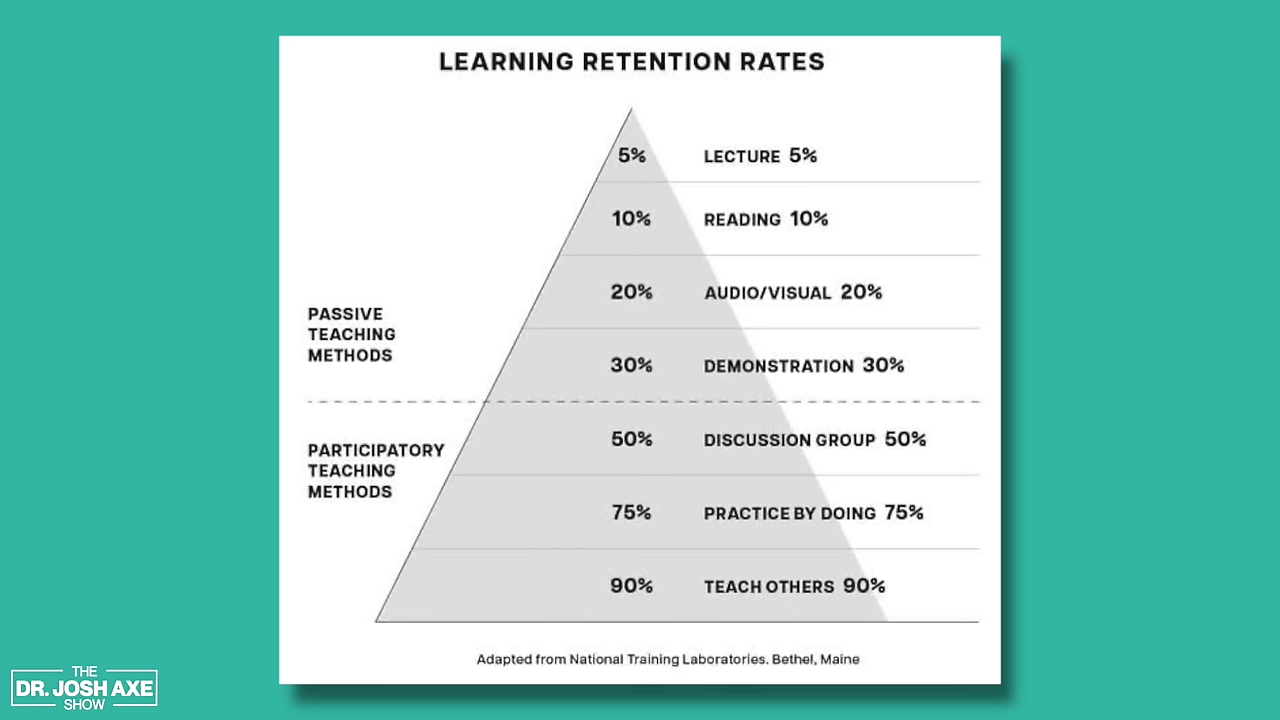 LEARNING RETENTION RATES
5% LECTURE 5%
10% READING 10%
20% AUDIO/VISUAL 20%
PASSIVE
TEACHING
METHODS
30% DEMONSTRATION 30%
50% DISCUSSION GROUP 50%
PARTICIPATORY
TEACHING
METHODS
75% PRACTICE BY DOING 75%
90% TEACH OTHERS 90%
Adapted from National Training Laboratories. Bethel, Maine
THE
DR. JOSH AXE
SHOW